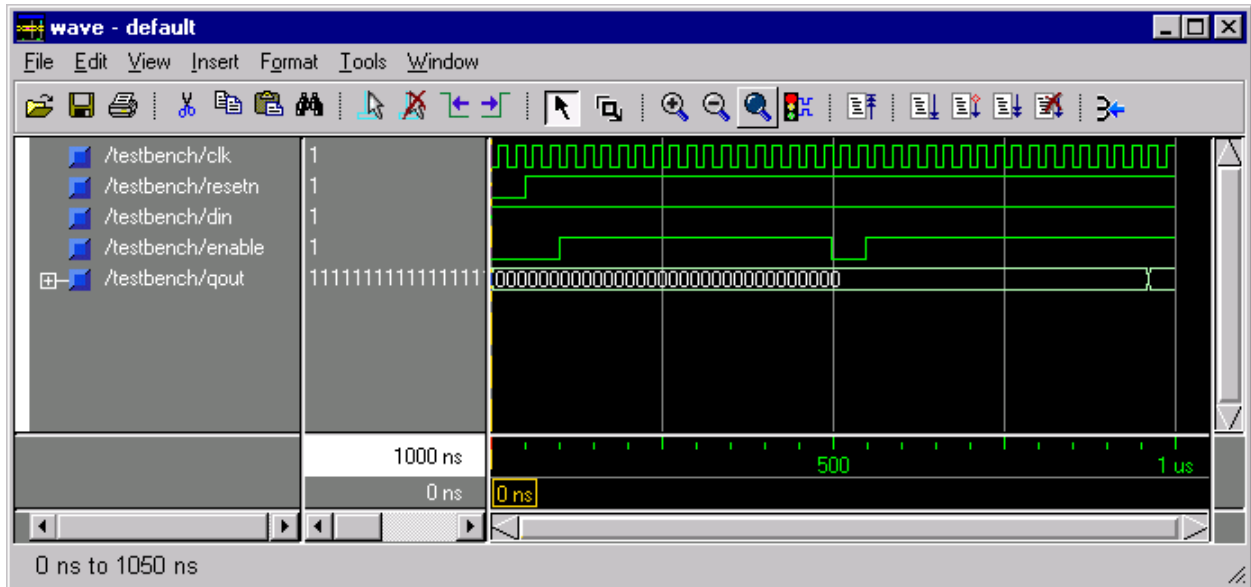 wave - default
File Edit View Insert Format Tools Window
/testbench/clk 1
/testbench/resetn 1
/testbench/din 1
/testbench/enable 1
/testbench/qout 11111111111111111 00000000000000000000000000000000
1000 ns 500 1 us
0 ns 0 ns
0 ns to 1050 ns